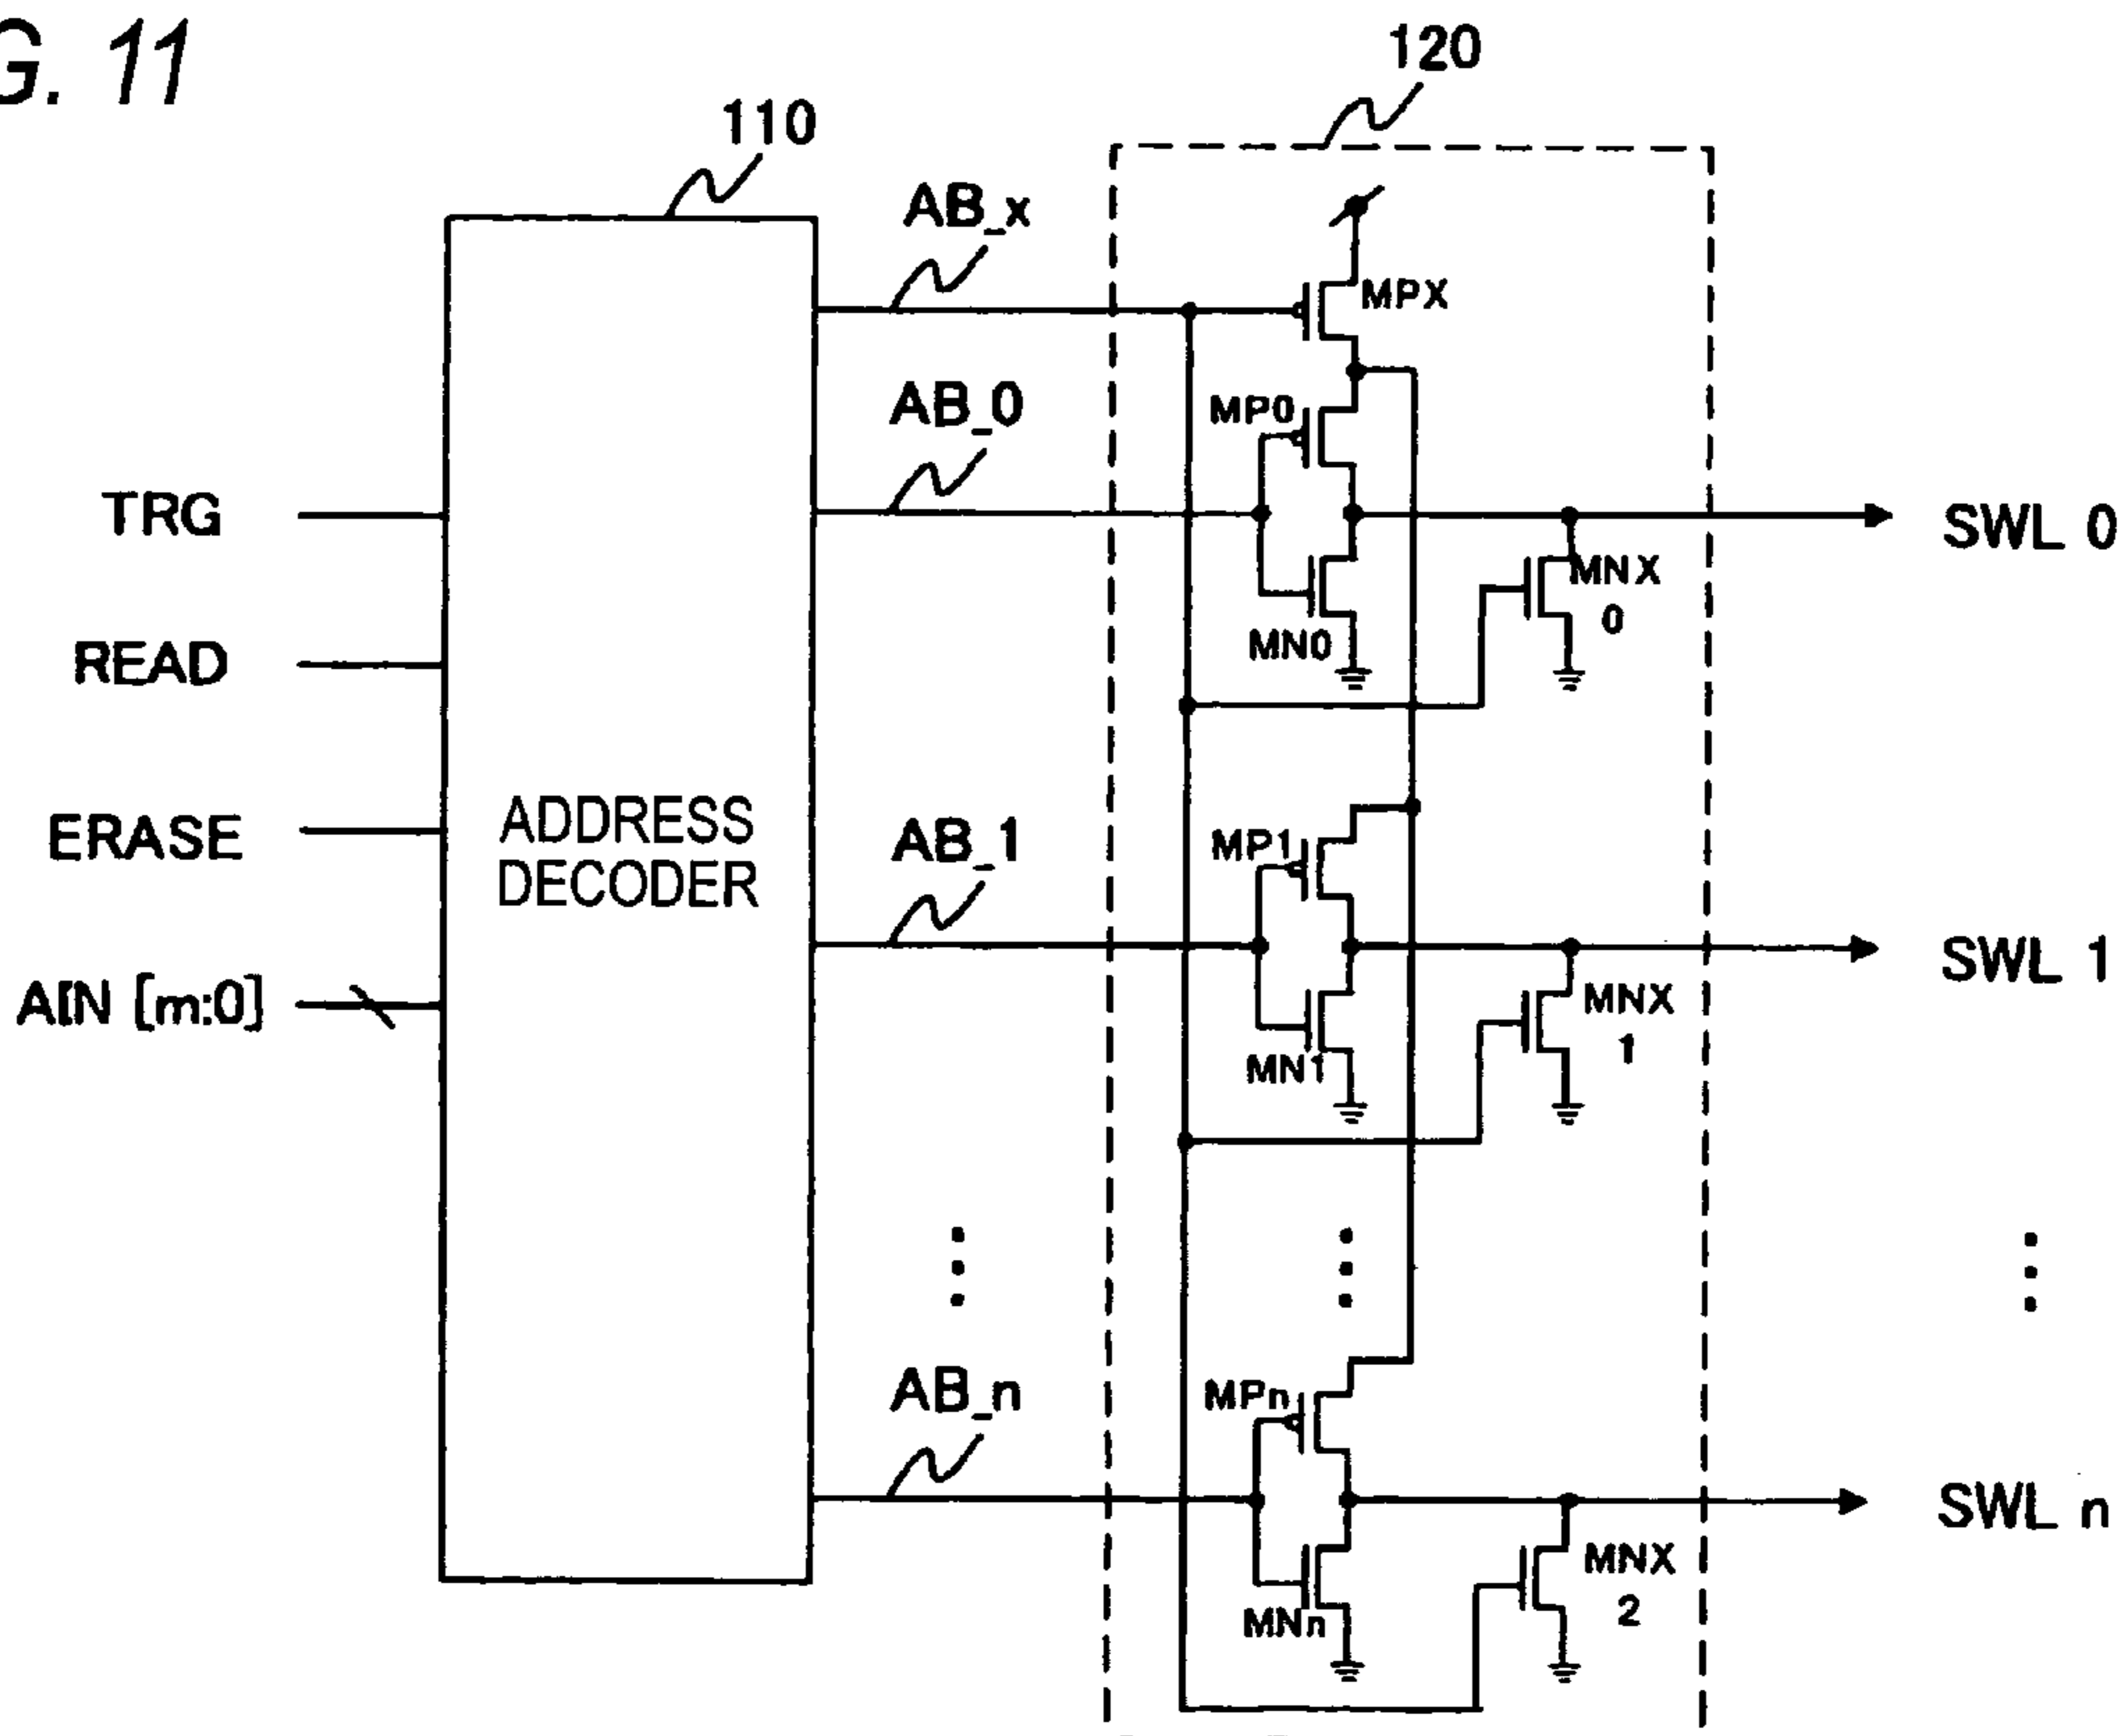 G. 11
120
110
AB_x
MPX
AB_0
MP0
TRG
SWL 0
MNX
0
MN0
READ
ERASE
ADDRESS
DECODER
AB_1
MP1
SWL 1
AIN [m:0]
MNX
1
MN1
AB_n
MPn
SWL n
MNX
2
MNn